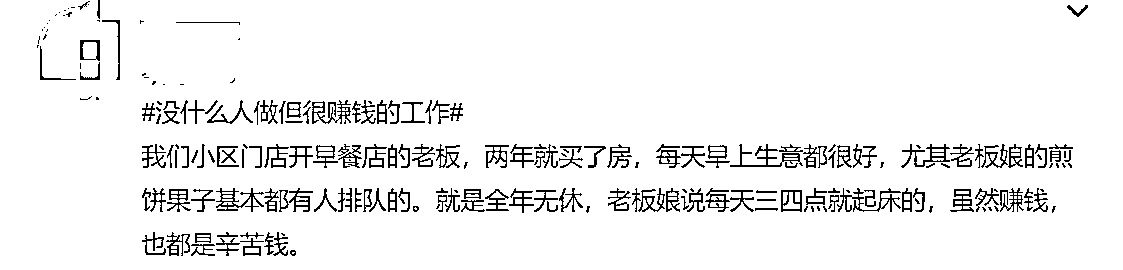 #没什么人做但很赚钱的工作#
我们小区门店开早餐店的老板，两年就买了房，每天早上生意都很好，尤其老板娘的煎
饼果子基本都有人排队的。就是全年无休，老板娘说每天三四点就起床的，虽然赚钱，
也都是辛苦钱。